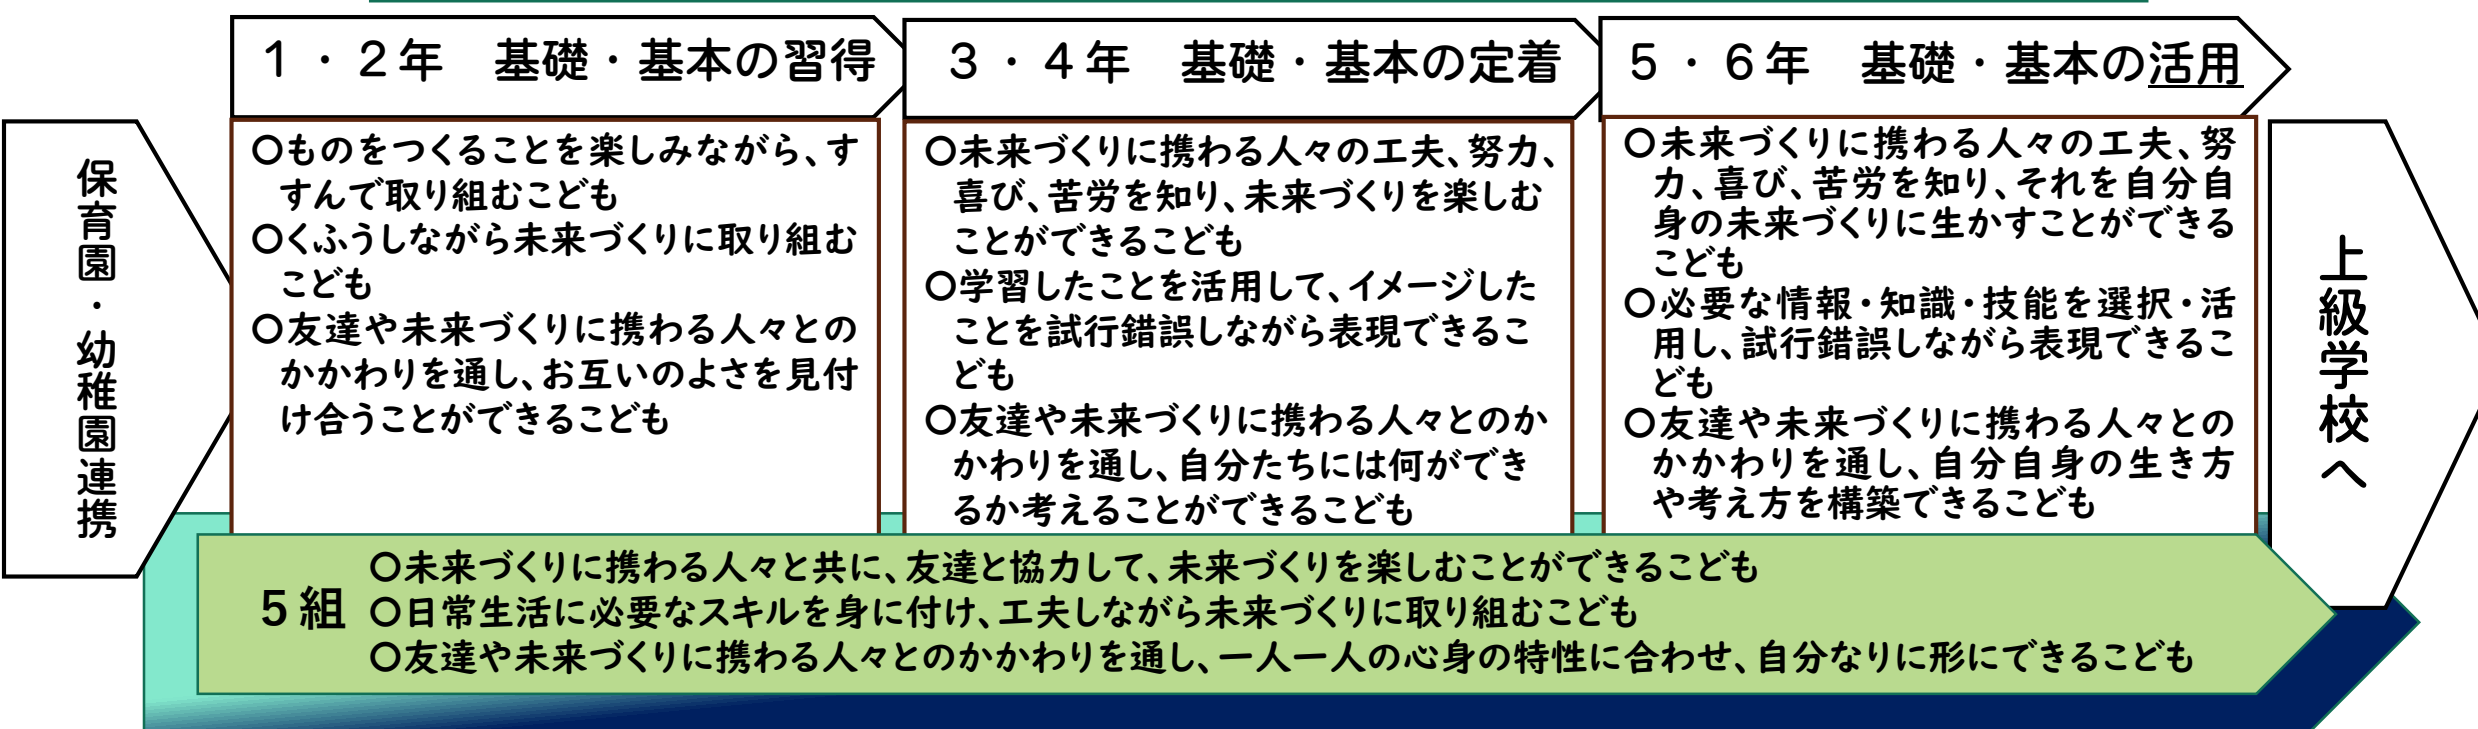 保育園・幼稚園連携
１・２年　基礎・基本の習得
〇ものをつくることを楽しみながら、す
すんで取り組むこども
〇くふうしながら未来づくりに取り組む
こども
〇友達や未来づくりに携わる人々との
かかわりを通し、お互いのよさを見付
け合うことができるこども
３・４年　基礎・基本の定着
〇未来づくりに携わる人々の工夫、努力、
喜び、苦労を知り、未来づくりを楽しむ
ことができるこども
〇学習したことを活用して、イメージした
ことを試行錯誤しながら表現できるこ
ども
〇友達や未来づくりに携わる人々とのか
かわりを通し、自分たちには何ができ
るか考えることができるこども
５・６年　基礎・基本の活用
〇未来づくりに携わる人々の工夫、努
力、喜び、苦労を知り、それを自分自
身の未来づくりに生かすことができる
こども
〇必要な情報・知識・技能を選択・活
用し、試行錯誤しながら表現できるこ
ども
〇友達や未来づくりに携わる人々との
かかわりを通し、自分自身の生き方
や考え方を構築できるこども
上級学校へ
５組
〇未来づくりに携わる人々と共に、友達と協力して、未来づくりを楽しむことができるこども
〇日常生活に必要なスキルを身に付け、工夫しながら未来づくりに取り組むこども
〇友達や未来づくりに携わる人々とのかかわりを通し、一人一人の心身の特性に合わせ、自分なりに形にできるこども